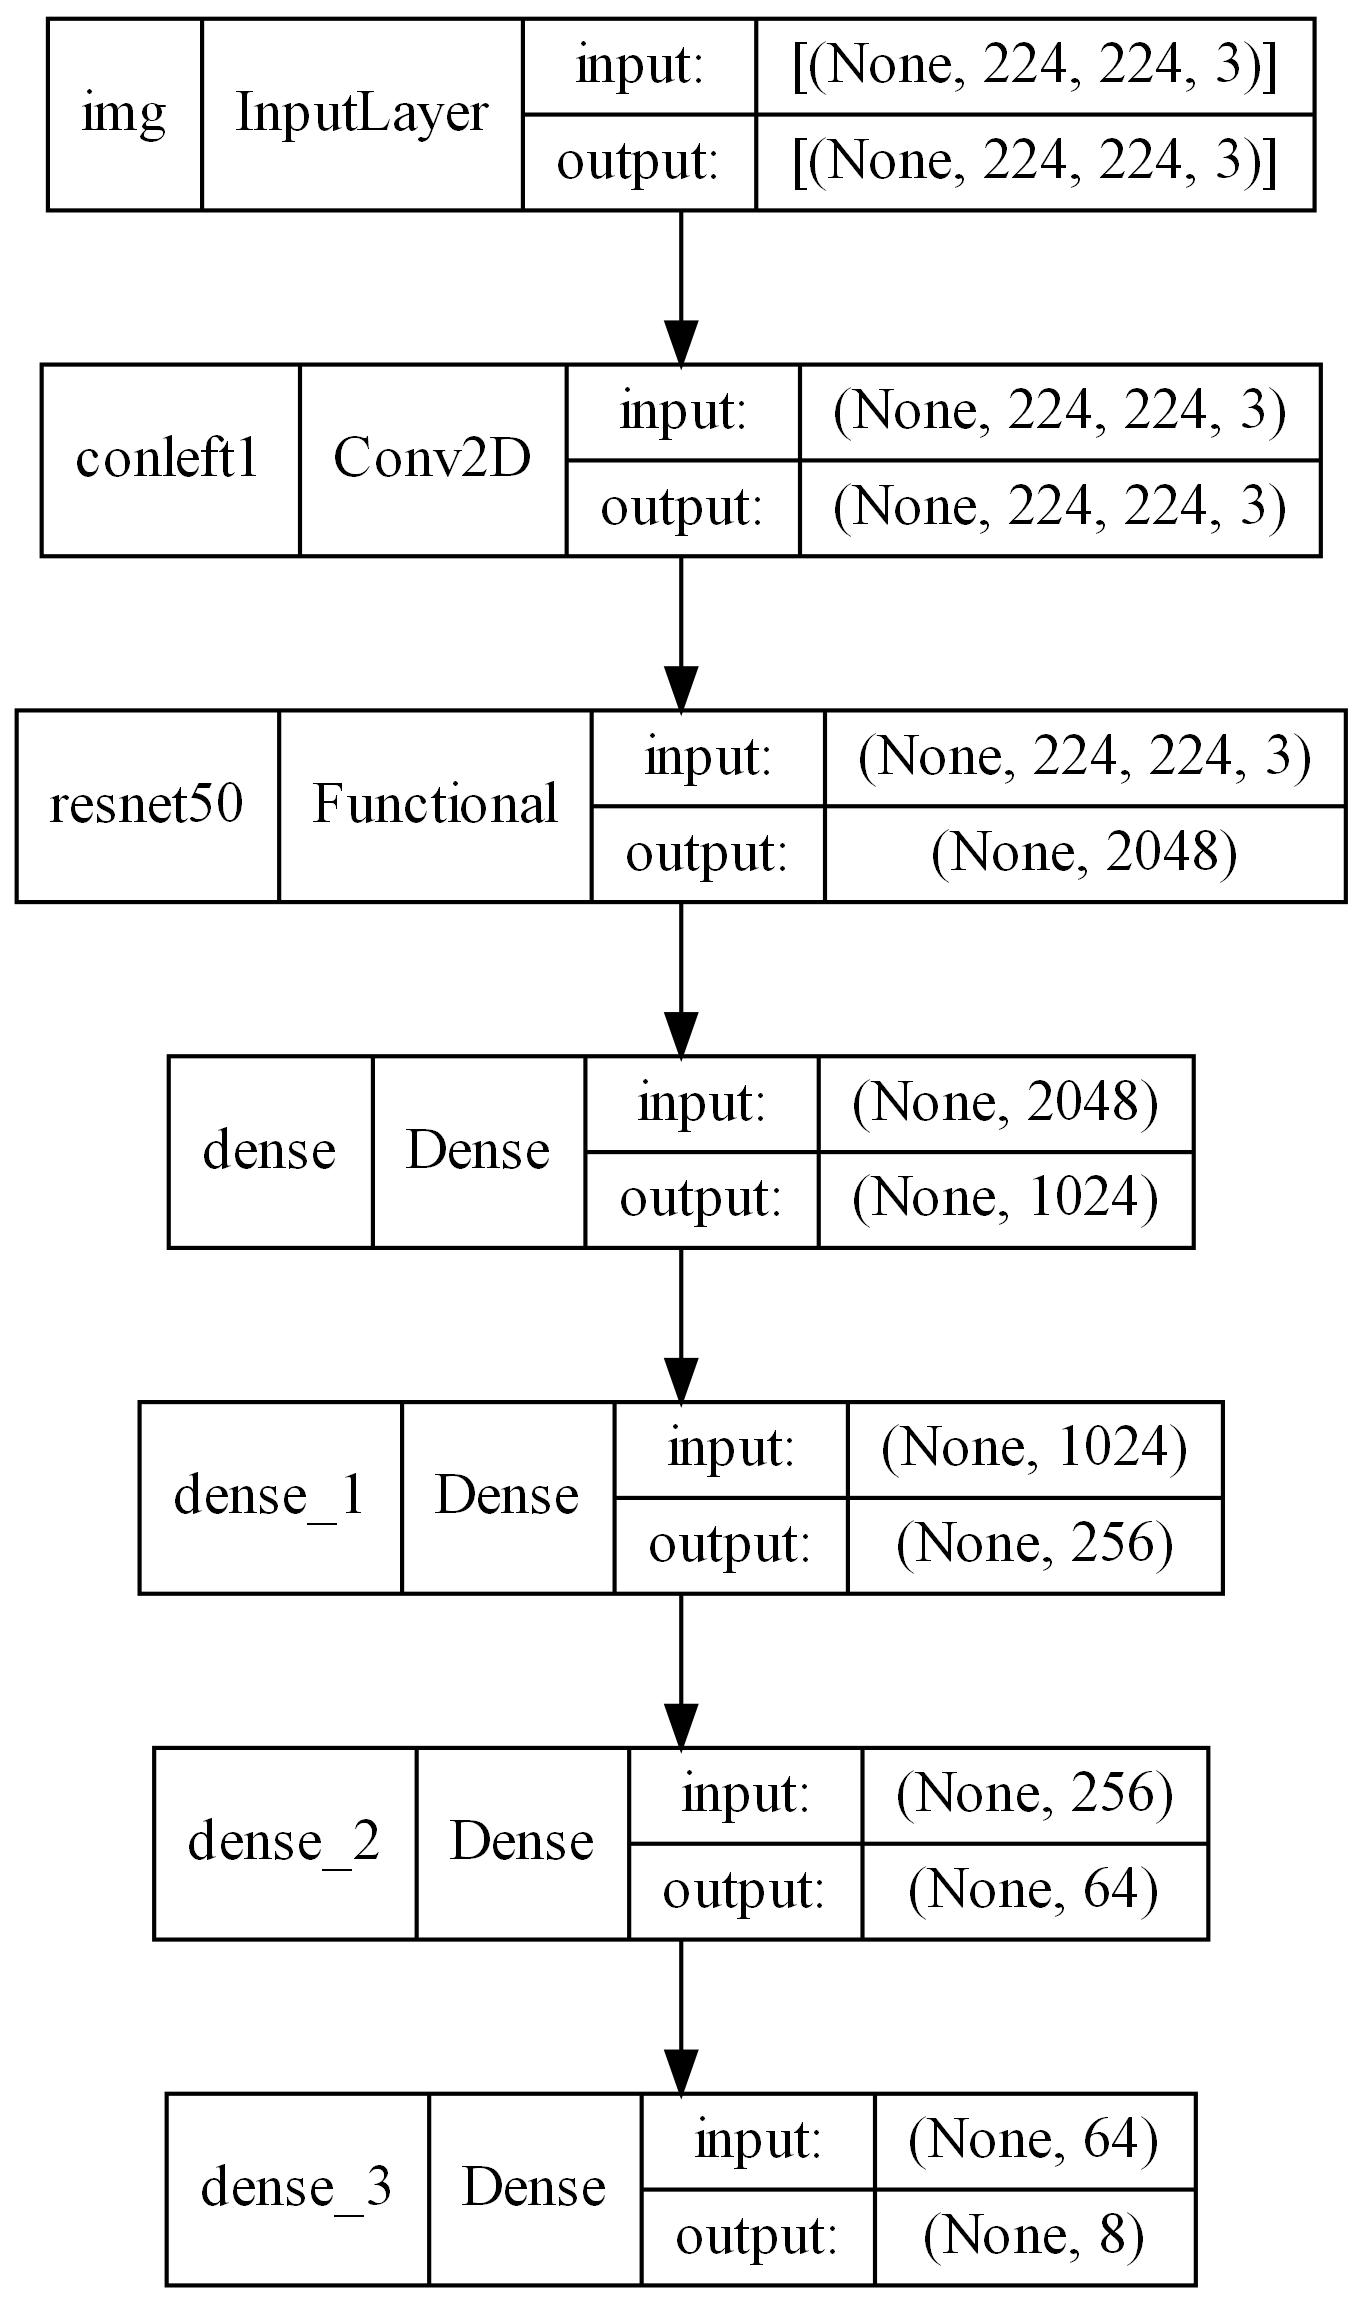 img InputLayer input: [(None, 224, 224, 3)]
output: [(None, 224, 224, 3)]
conleft1 Conv2D input: (None, 224, 224, 3)
output: (None, 224, 224, 3)
resnet50 Functional input: (None, 224, 224, 3)
output: (None, 2048)
dense Dense input: (None, 2048)
output: (None, 1024)
dense_1 Dense input: (None, 1024)
output: (None, 256)
dense_2 Dense input: (None, 256)
output: (None, 64)
dense_3 Dense input: (None, 64)
output: (None, 8)